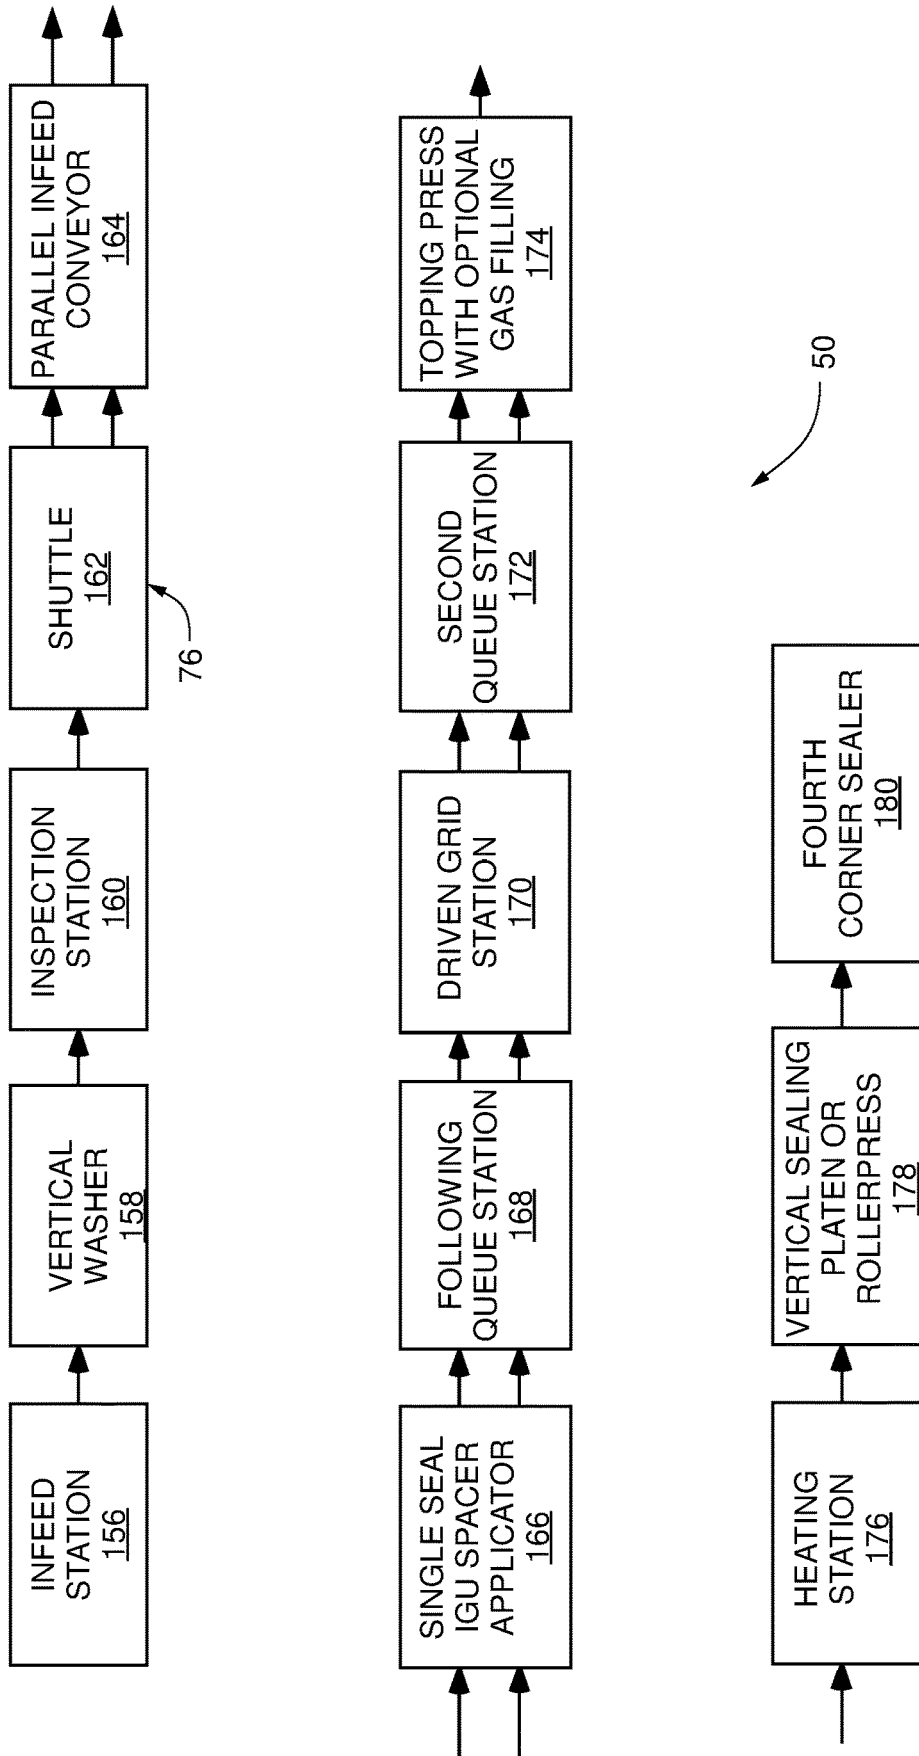 INFEED
STATION
156
VERTICAL
WASHER
158
INSPECTION
STATION
160
SHUTTLE
162
76
PARALLEL INFEED
CONVEYOR
164
SINGLE SEAL
IGU SPACER
APPLICATOR
166
FOLLOWING
QUEUE STATION
168
DRIVEN GRID
STATION
170
SECOND
QUEUE STATION
172
TOPPING PRESS
WITH OPTIONAL
GAS FILLING
174
50
HEATING
STATION
176
VERTICAL SEALING
PLATEN OR
ROLLERPRESS
178
FOURTH
CORNER SEALER
180